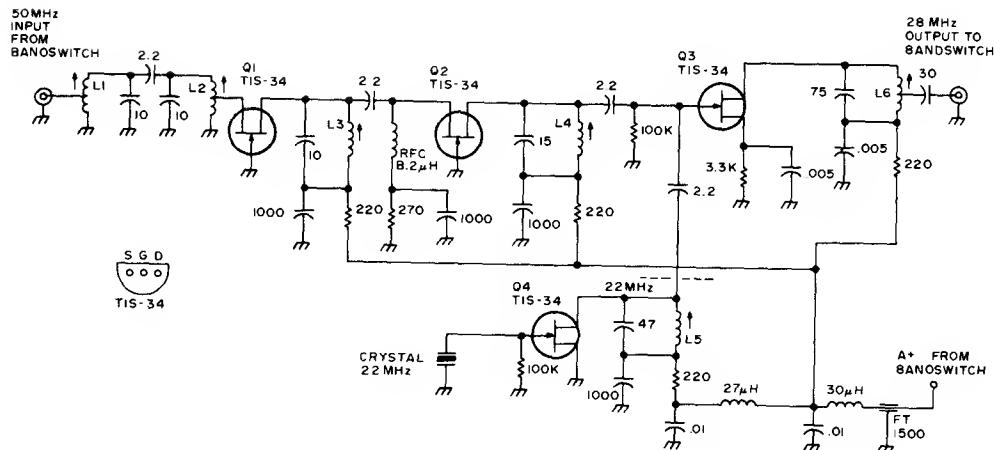 50MHz
INPUT
FROM
BANOSWITCH
2.2
L1
10
10
L2
Q1
TIS-34
2.2
10
L3
RFC
8.2µH
1000
220
270
1000
Q2
TIS-34
2.2
15
L4
1000
220
100K
Q3
TIS-34
3.3K
.005
2.2
75
L6
30
.005
220
28 MHz
OUTPUT TO
8ANDSWITCH
S G D
TIS-34
Q4
TIS-34
22MHz
CRYSTAL
22MHz
100K
47
L5
1000
220
.01
27µH
30µH
.01
FT
1500
A+ FROM
8ANOSWITCH